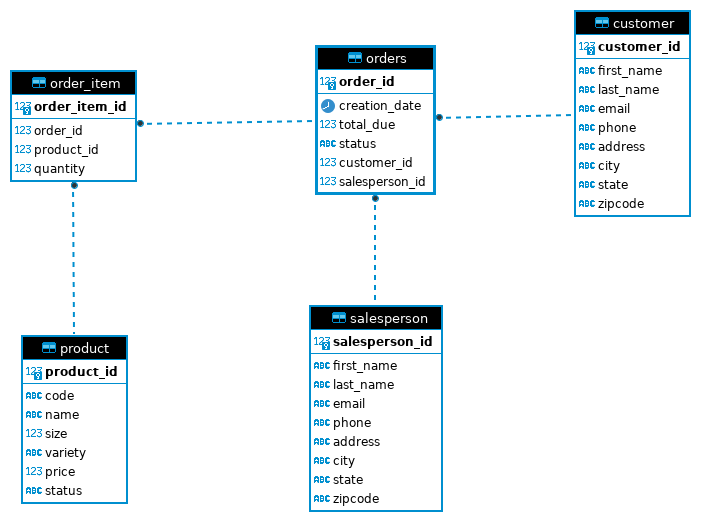 customer
123 customer_id
ABC first_name
ABC last_name
ABC email
ABC phone
ABC address
ABC city
ABC state
ABC zipcode
orders
123 order_id
creation_date
123 total_due
ABC status
123 customer_id
123 salesperson_id
order_item
123 order_item_id
123 order_id
123 product_id
123 quantity
salesperson
123 salesperson_id
ABC first_name
ABC last_name
ABC email
ABC phone
ABC address
ABC city
ABC state
ABC zipcode
product
123 product_id
ABC code
ABC name
123 size
ABC variety
123 price
ABC status